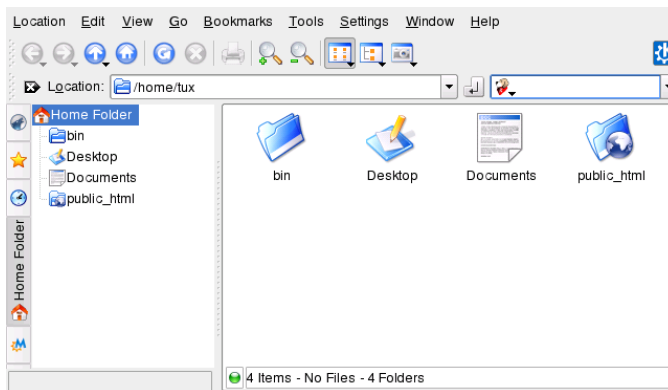 Location Edit View Go Bookmarks Tools Settings Window Help
Location: /home/tux
Home Folder
bin
Desktop
Documents
public_html
Home Folder
bin Desktop Documents public_html
4 Items - No Files - 4 Folders